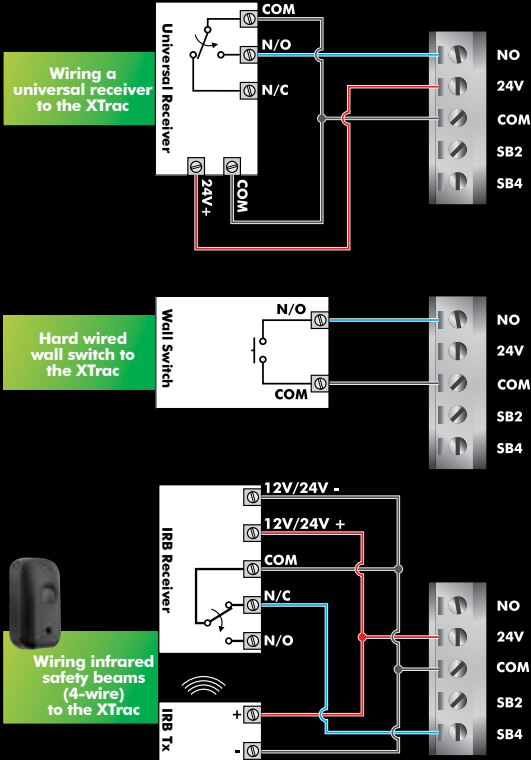 COM
N/O
N/C
Universal Receiver
24V+
COM
Wiring a
universal receiver
to the XTrac
NO
24V
COM
SB2
SB4
Hard wired
wall switch to
the XTrac
Wall Switch
N/O
COM
NO
24V
COM
SB2
SB4
12V/24V -
12V/24V +
COM
N/C
N/O
IRB Receiver
Wiring infrared
safety beams
(4-wire)
to the XTrac
IRB Tx
+
-
NO
24V
COM
SB2
SB4